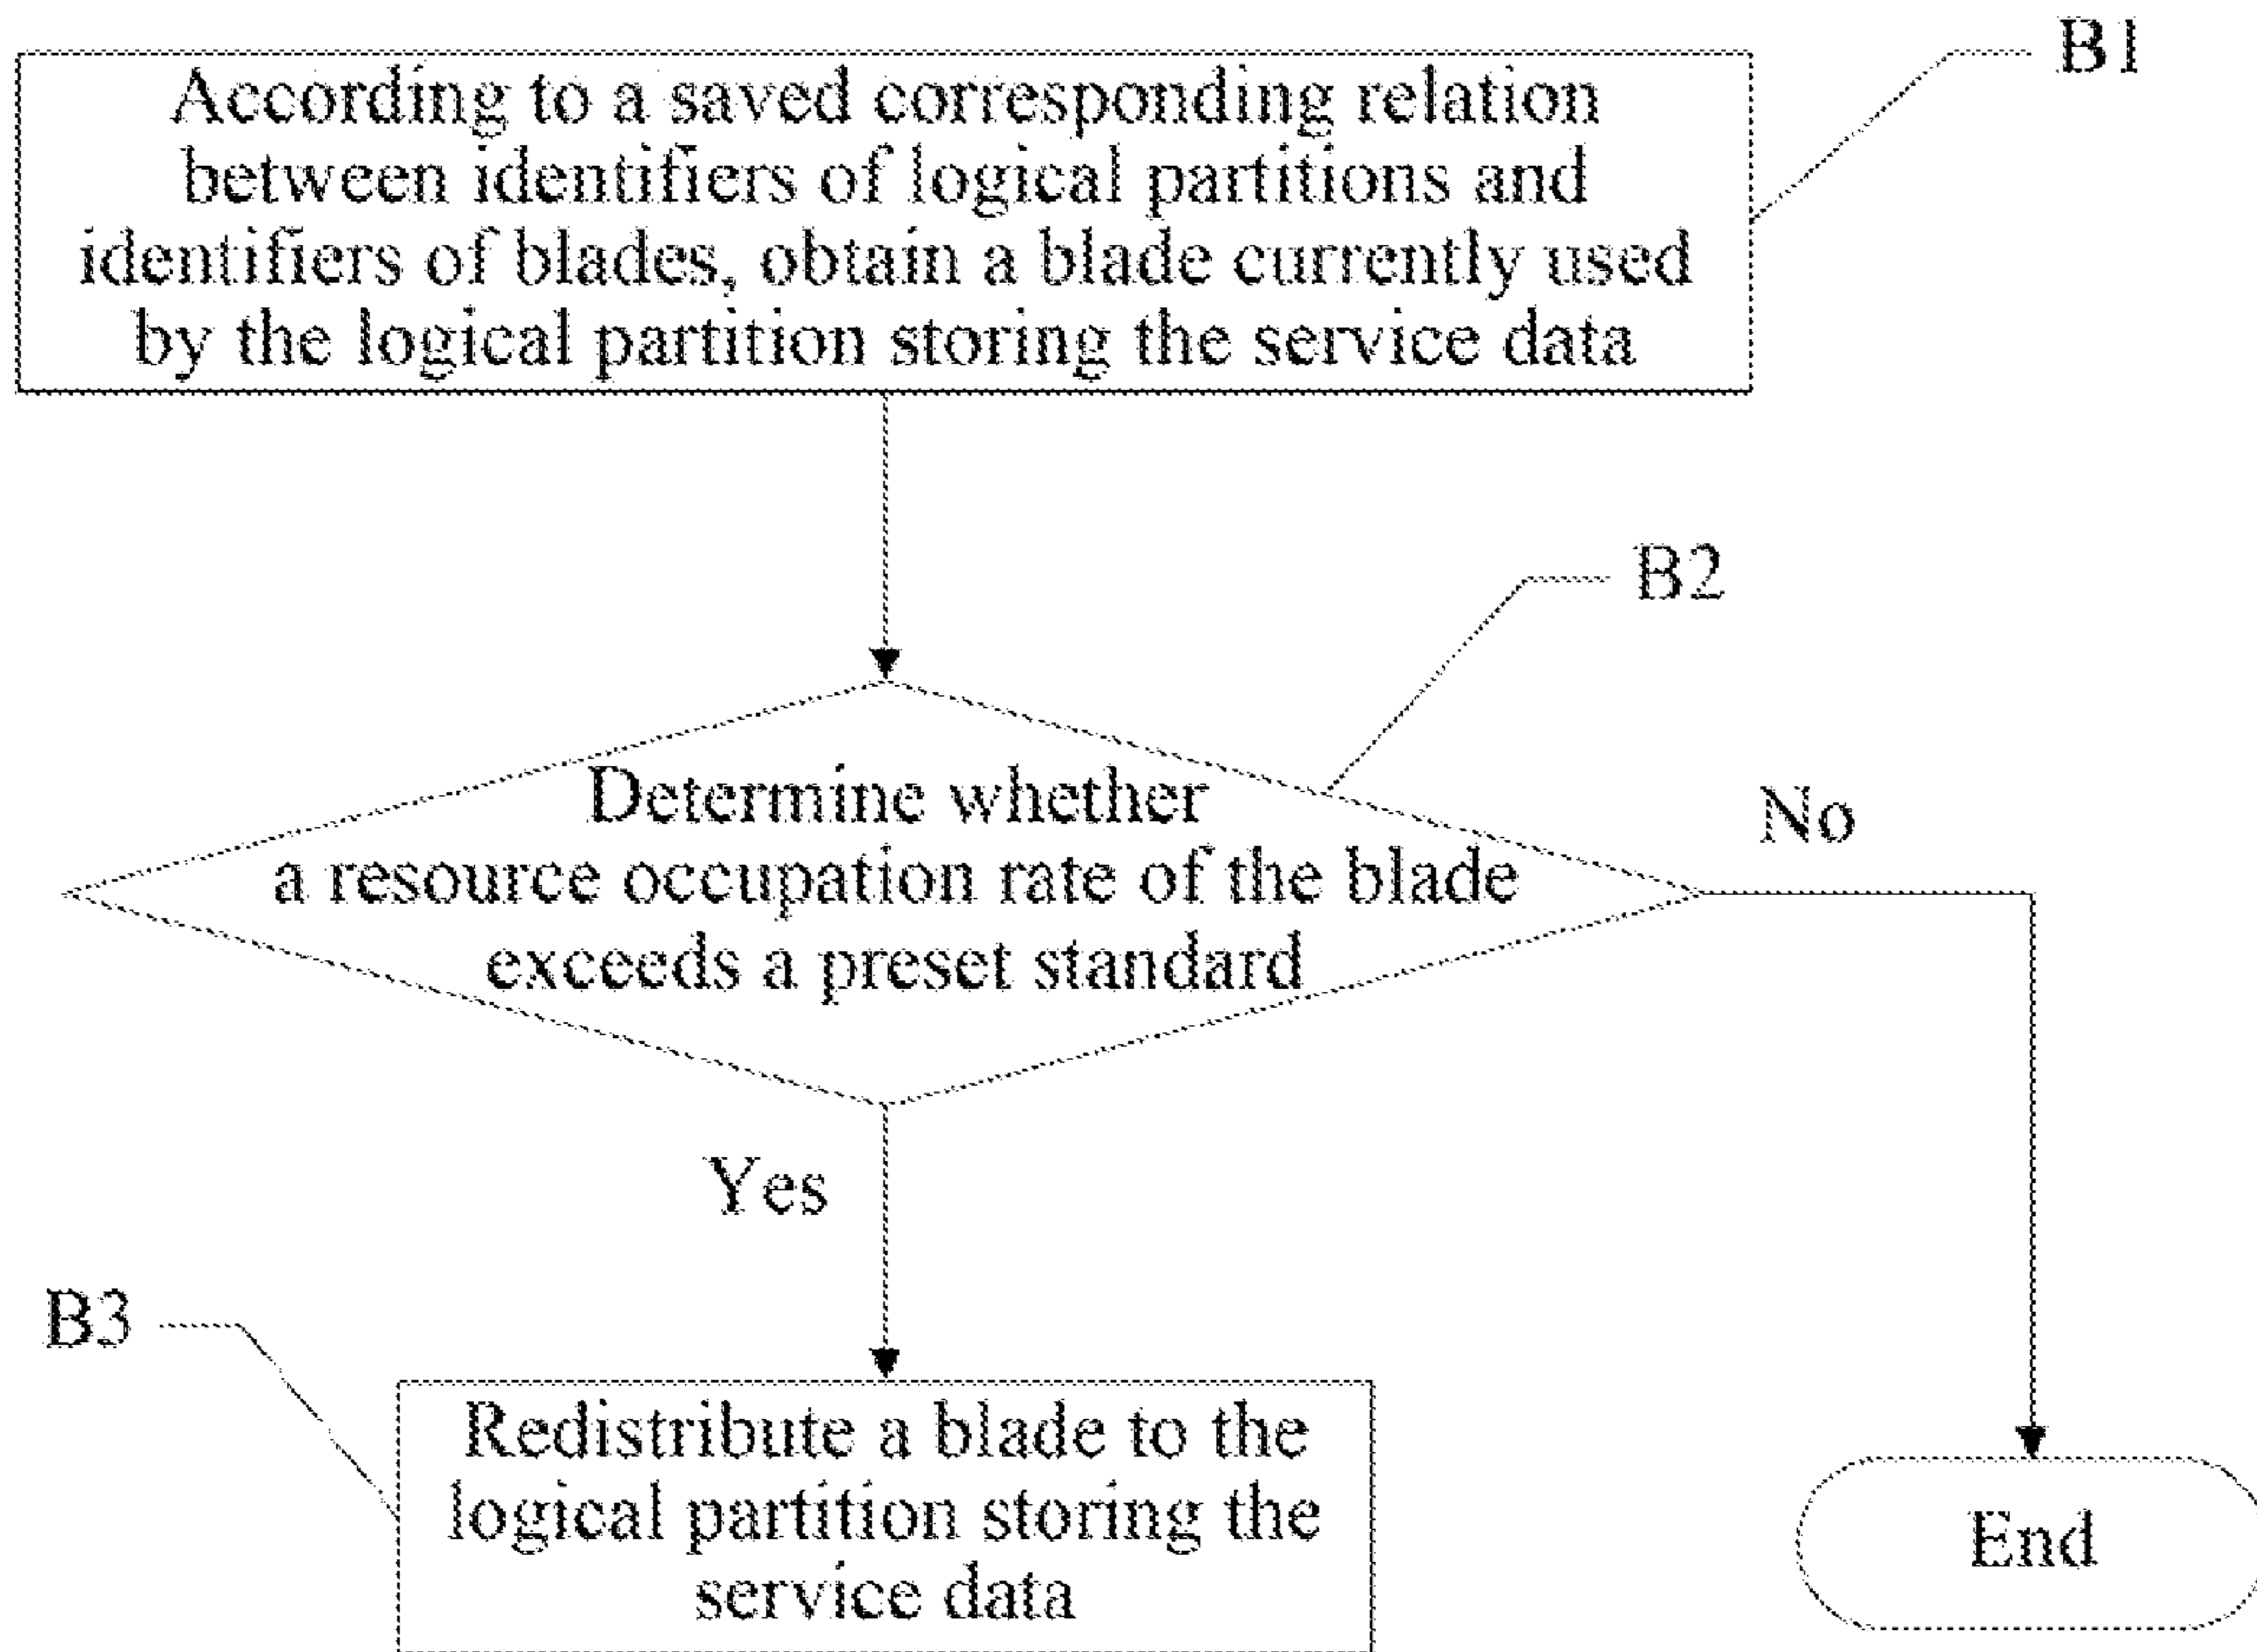 B1
According to a saved corresponding relation
between identifiers of logical partitions and
identifiers of blades, obtain a blade currently used
by the logical partition storing the service data
B2
Determine whether
a resource occupation rate of the blade
exceeds a preset standard
No
Yes
B3
Redistribute a blade to the
logical partition storing the
service data
End